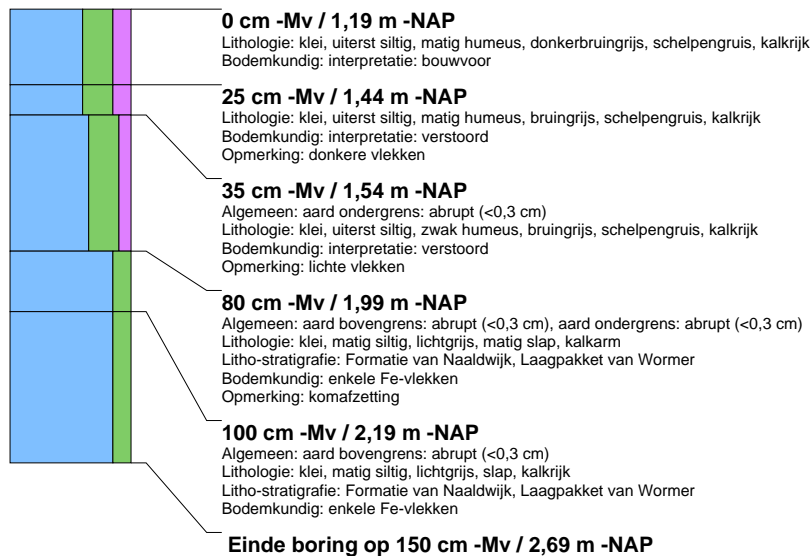 0 cm -Mv / 1,19 m -NAP
Lithologie: klei, uiterst siltig, matig humeus, donkerbruingrijs, schelpengruis, kalkrijk
Bodemkundig: interpretatie: bouwvoor
25 cm -Mv / 1,44 m -NAP
Lithologie: klei, uiterst siltig, matig humeus, bruingrijs, schelpengruis, kalkrijk
Bodemkundig: interpretatie: verstoord
Opmerking: donkere vlekken
35 cm -Mv / 1,54 m -NAP
Algemeen: aard ondergrens: abrupt (<0,3 cm)
Lithologie: klei, uiterst siltig, zwak humeus, bruingrijs, schelpengruis, kalkrijk
Bodemkundig: interpretatie: verstoord
Opmerking: lichte vlekken
80 cm -Mv / 1,99 m -NAP
Algemeen: aard bovengrens: abrupt (<0,3 cm), aard ondergrens: abrupt (<0,3 cm)
Lithologie: klei, matig siltig, lichtgrijs, matig slap, kalkarm
Litho-stratigrafie: Formatie van Naaldwijk, Laagpakket van Wormer
Bodemkundig: enkele Fe-vlekken
Opmerking: komafzetting
100 cm -Mv / 2,19 m -NAP
Algemeen: aard bovengrens: abrupt (<0,3 cm)
Lithologie: klei, matig siltig, lichtgrijs, slap, kalkrijk
Litho-stratigrafie: Formatie van Naaldwijk, Laagpakket van Wormer
Bodemkundig: enkele Fe-vlekken
Einde boring op 150 cm -Mv / 2,69 m -NAP